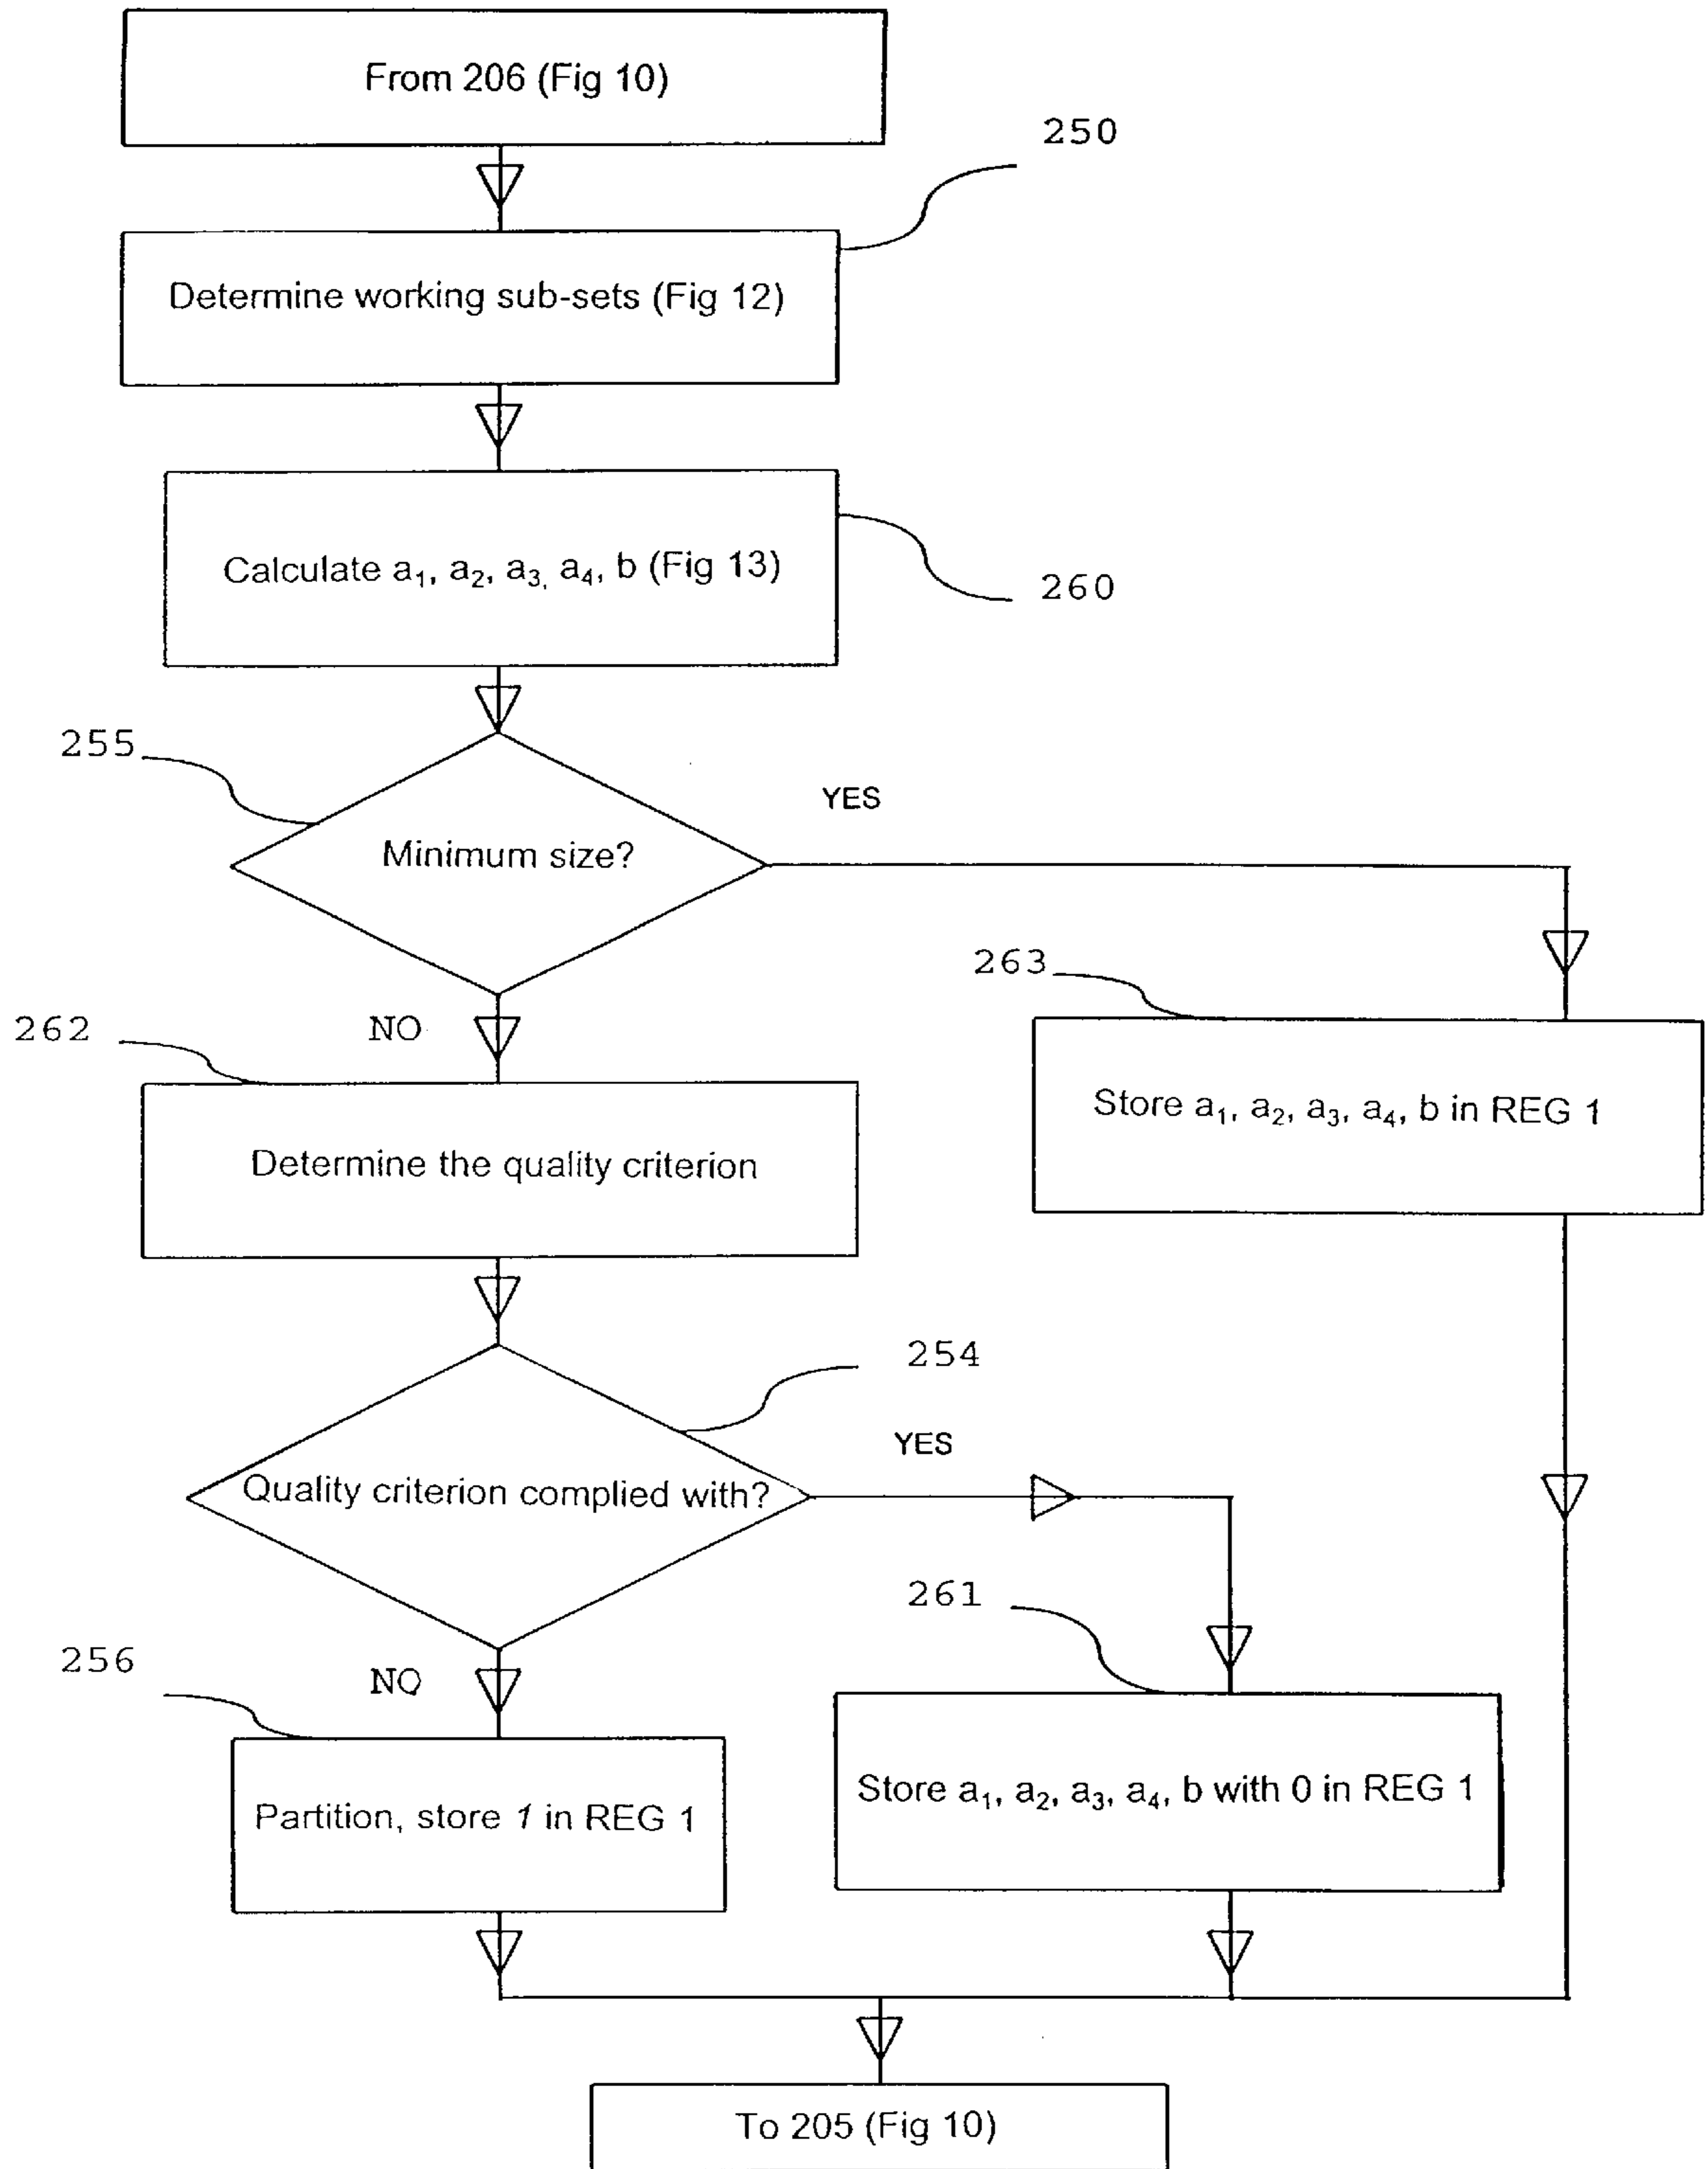 From 206 (Fig 10)
250
Determine working sub-sets (Fig 12)
Calculate a₁, a₂, a₃, a₄, b (Fig 13)
260
255
YES
Minimum size?
263
262
NO
Store a₁, a₂, a₃, a₄, b in REG 1
Determine the quality criterion
254
YES
Quality criterion complied with?
261
256
NO
Store a₁, a₂, a₃, a₄, b with 0 in REG 1
Partition, store 1 in REG 1
To 205 (Fig 10)